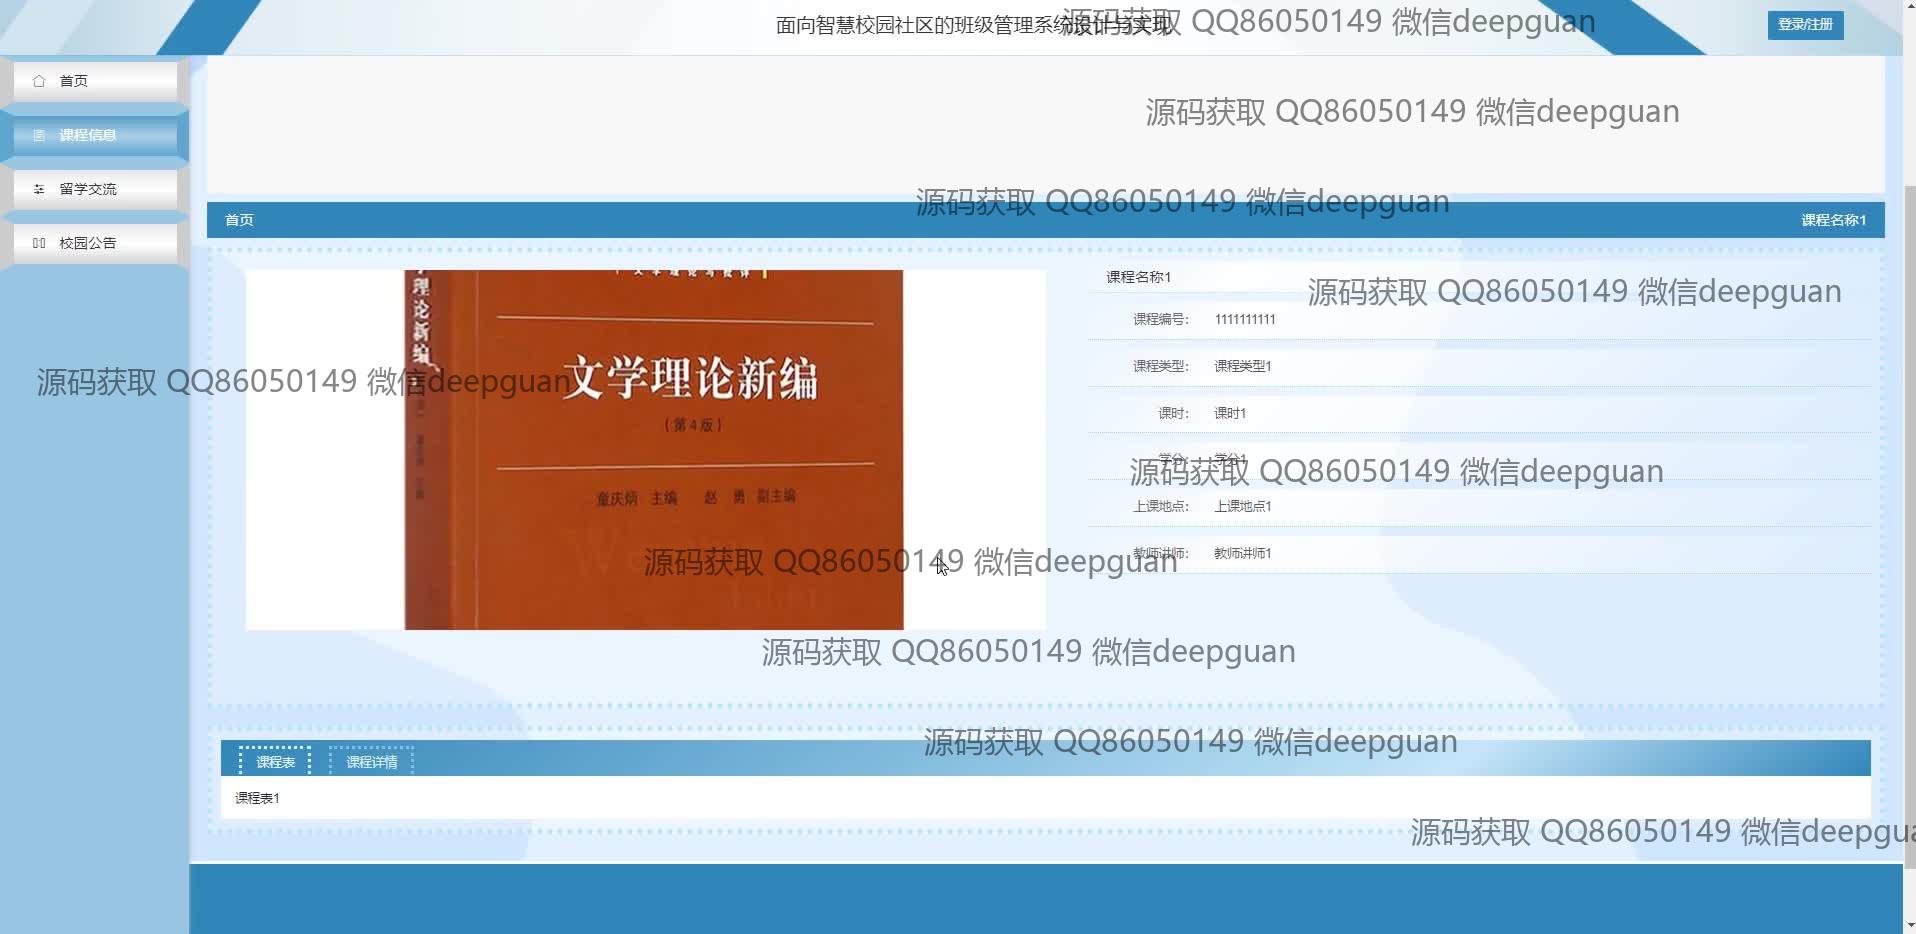 面向智慧校园社区的班级管理系统设计与实现
源码获取 QQ86050149 微信deepguan
登录/注册
首页
源码获取 QQ86050149 微信deepguan
课程信息
留学交流
源码获取 QQ86050149 微信deepguan
首页
课程名称1
校园公告
课程名称1
源码获取 QQ86050149 微信deepguan
理论新编
课程编号： 1111111111
课程类型： 课程类型1
源码获取 QQ86050149 微信deepguan
文学理论新编
（第4版）
课时： 课时1
学分： 学分1
源码获取 QQ86050149 微信deepguan
童庆炳 主编 赵勇 副主编
上课地点： 上课地点1
教师讲师： 教师讲师1
源码获取 QQ86050149 微信deepguan
源码获取 QQ86050149 微信deepguan
源码获取 QQ86050149 微信deepguan
课程表 课程详情
课程表1
源码获取 QQ86050149 微信deepgua